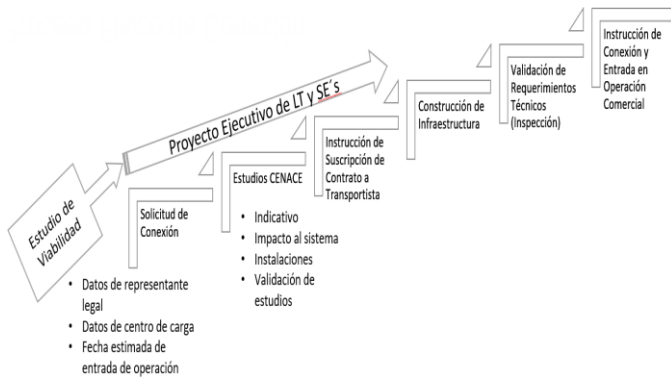 Estudio de
Viabilidad
Proyecto Ejecutivo de LT y SE´s
Solicitud de
Conexión
• Datos de representante
legal
• Datos de centro de carga
• Fecha estimada de
entrada de operación
Estudios CENACE
• Indicativo
• Impacto al sistema
• Instalaciones
• Validación de
estudios
Instrucción de
Suscripción de
Contrato a
Transportista
Construcción de
Infraestructura
Validación de
Requerimientos
Técnicos
(Inspección)
Instrucción de
Conexión y
Entrada en
Operación
Comercial